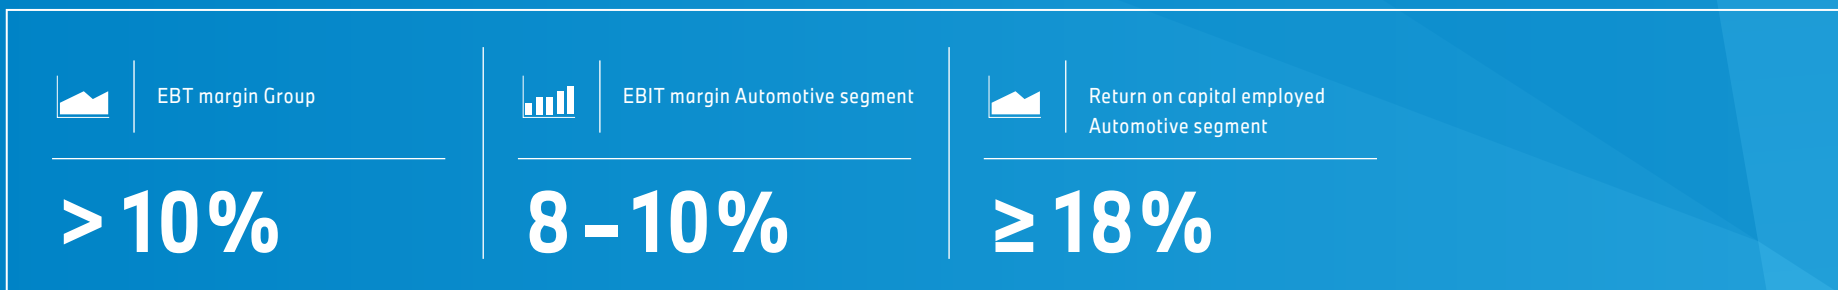 EBT margin Group
> 10%
EBIT margin Automotive segment
8 – 10%
Return on capital employed
Automotive segment
≥ 18%